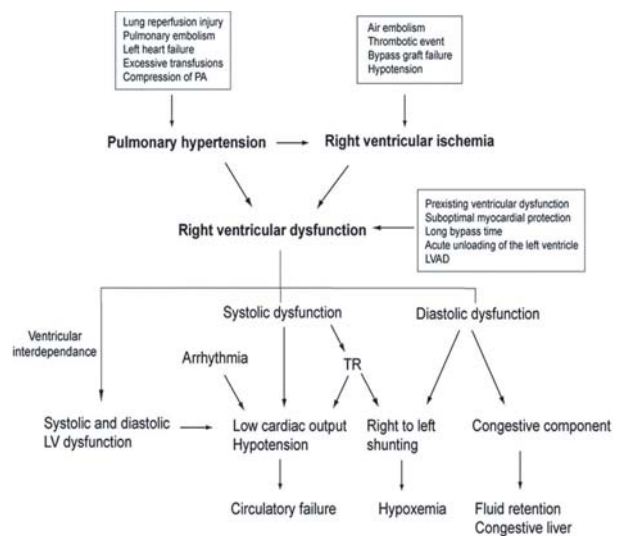 Lung reperfusion injury
Pulmonary embolism
Left heart failure
Excessive transfusions
Compression of PA
Air embolism
Thrombotic event
Bypass graft failure
Hypotension
Pulmonary hypertension
Right ventricular ischemia
Prexisting ventricular dysfunction
Suboptimal myocardial protection
Long bypass time
Acute unloading of the left ventricle
LVAD
Right ventricular dysfunction
Systolic dysfunction
Diastolic dysfunction
Ventricular
interdependance
Arrhythmia
TR
Systolic and diastolic
LV dysfunction
Low cardiac output
Hypotension
Right to left
shunting
Congestive component
Circulatory failure
Hypoxemia
Fluid retention
Congestive liver